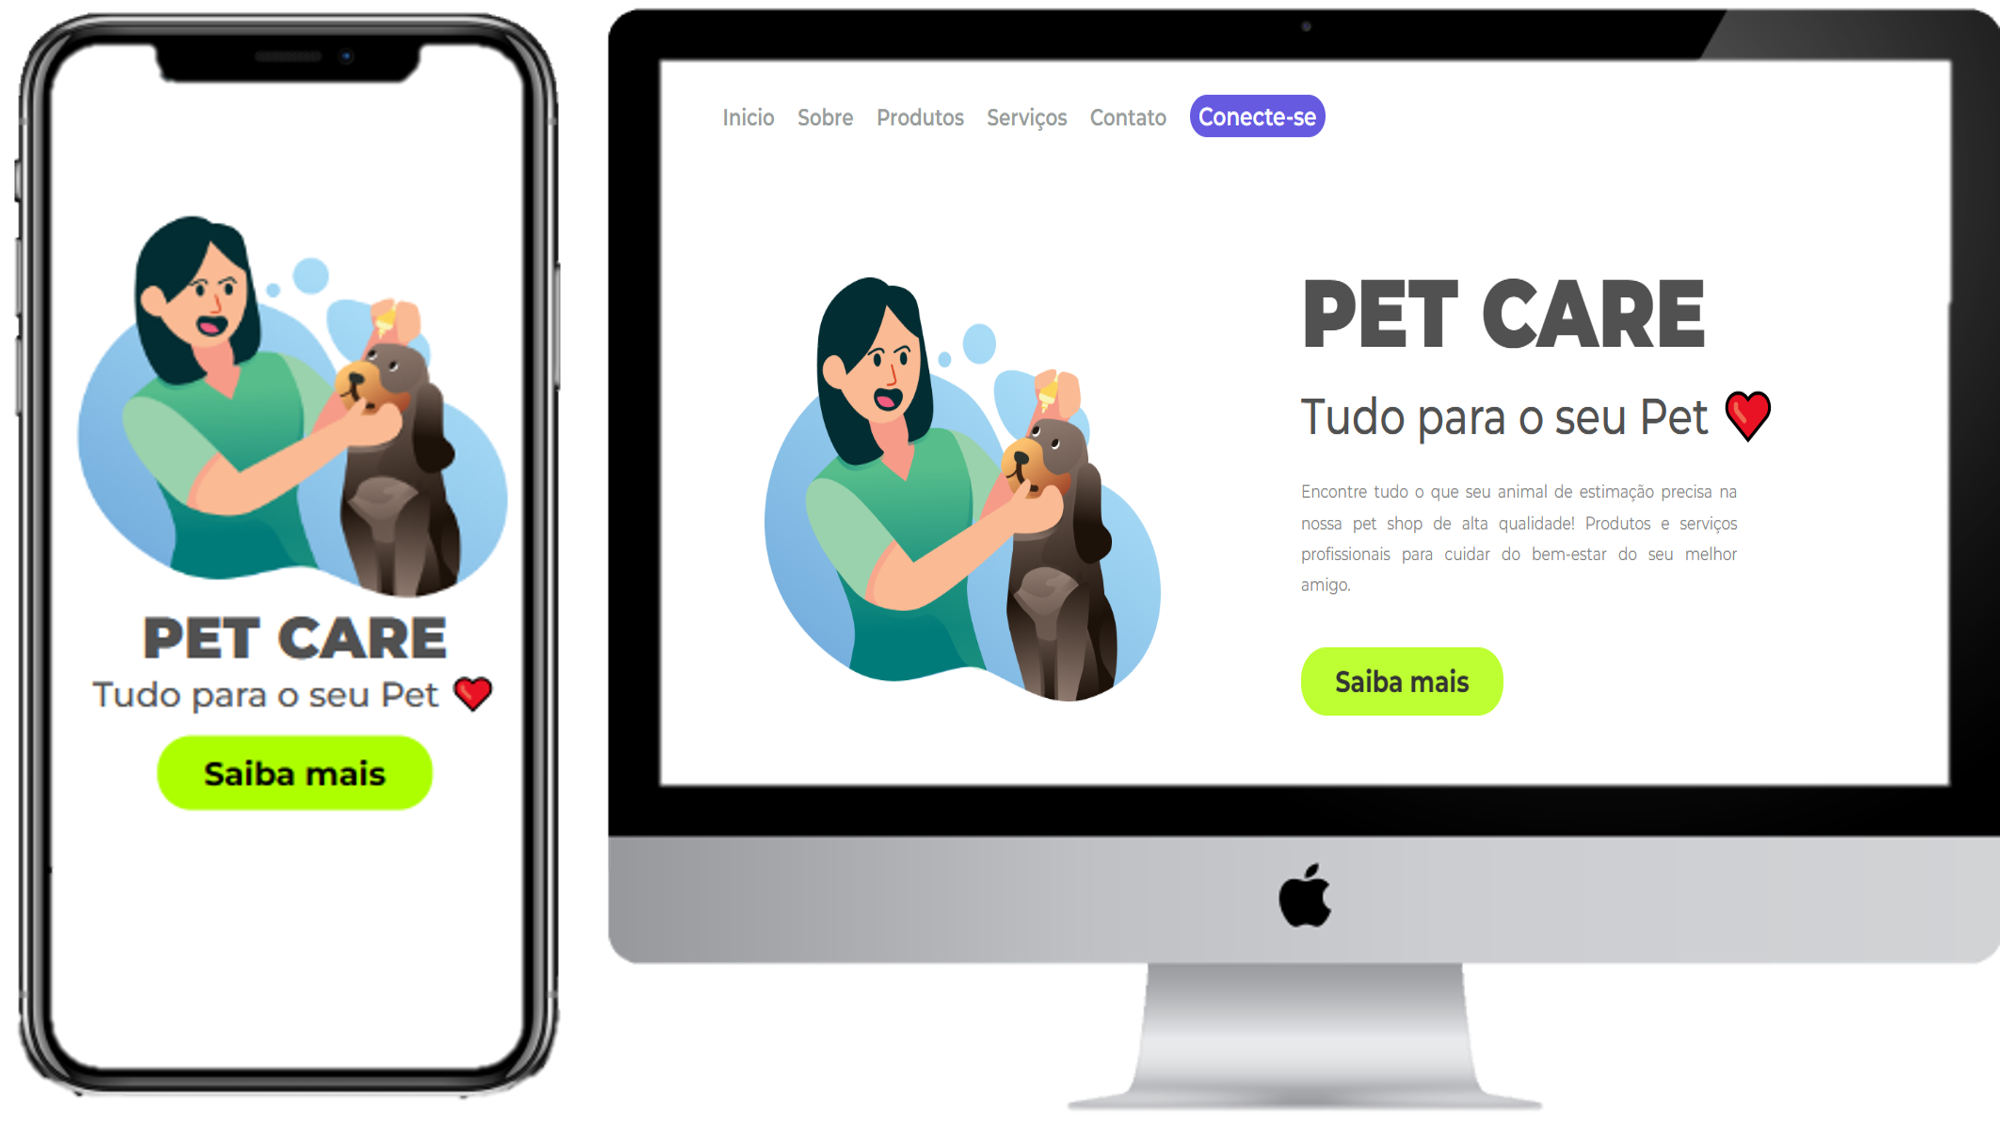 PET CARE
Tudo para o seu Pet
Saiba mais
Inicio Sobre Produtos Serviços Contato Conecte-se
PET CARE
Tudo para o seu Pet
Encontre tudo o que seu animal de estimação precisa na
nossa pet shop de alta qualidade! Produtos e serviços
profissionais para cuidar do bem-estar do seu melhor
amigo.
Saiba mais